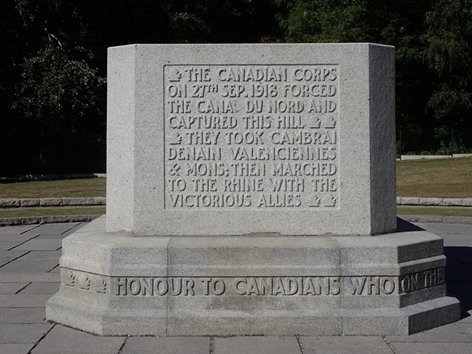 THE CANADIAN CORPS
ON 27TH SEP. 1918 FORCED
THE CANAL DU NORD AND
CAPTURED THIS HILL
THEY TOOK CAMBRAI
DENAIN VALENCIENNES
& MONS; THEN MARCHED
TO THE RHINE WITH THE
VICTORIOUS ALLIES
HONOUR TO CANADIANS WHO ON THE